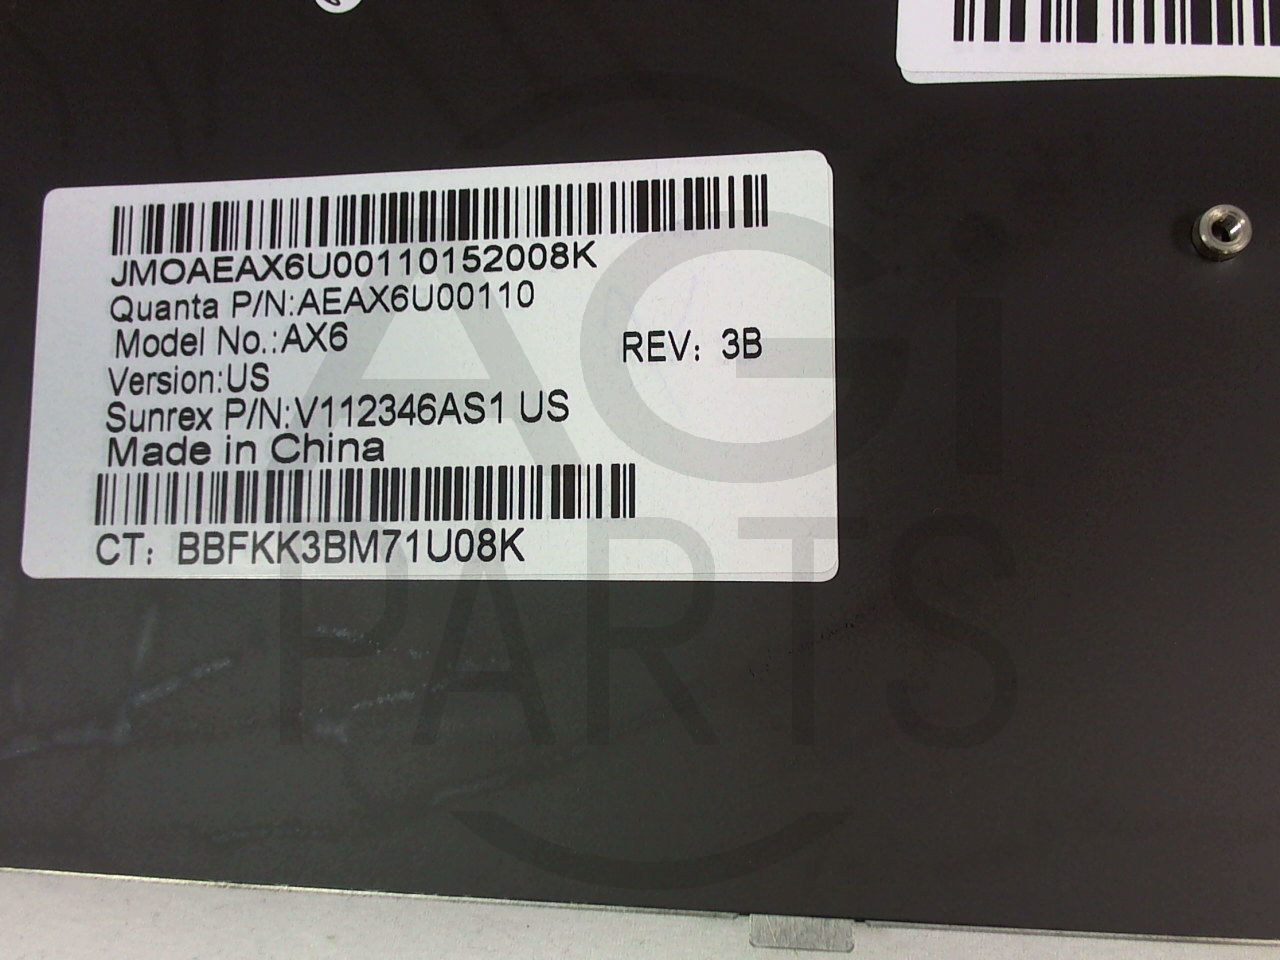 JMOAEAX6U00110152008K
Quanta P/N:AEAX6U00110
Model No.:AX6
REV: 3B
Version:US
Sunrex P/N:V112346AS1 US
Made in China
CT: BBFKK3BM71U08K
AGi
PARTS